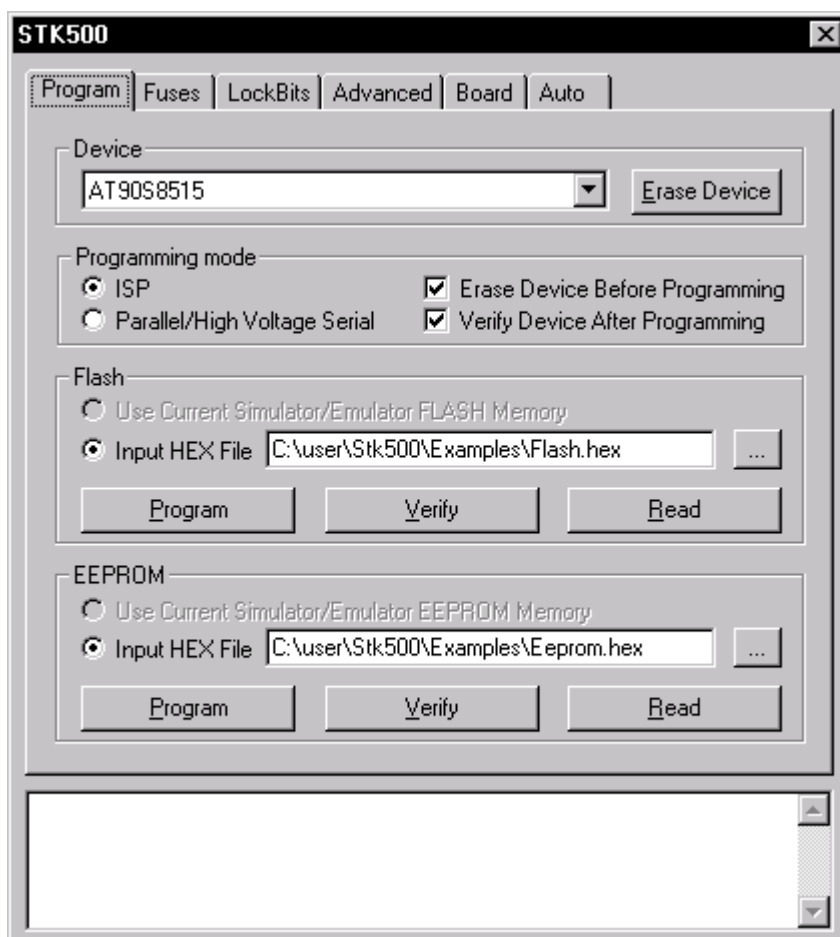 STK500
Program Fuses LockBits Advanced Board Auto
Device
AT90S8515 Erase Device
Programming mode
ISP Erase Device Before Programming
Parallel/High Voltage Serial Verify Device After Programming
Flash
Use Current Simulator/Emulator FLASH Memory
Input HEX File C:\user\Stk500\Examples\Flash.hex ...
Program Verify Read
EEPROM
Use Current Simulator/Emulator EEPROM Memory
Input HEX File C:\user\Stk500\Examples\Eeprom.hex ...
Program Verify Read